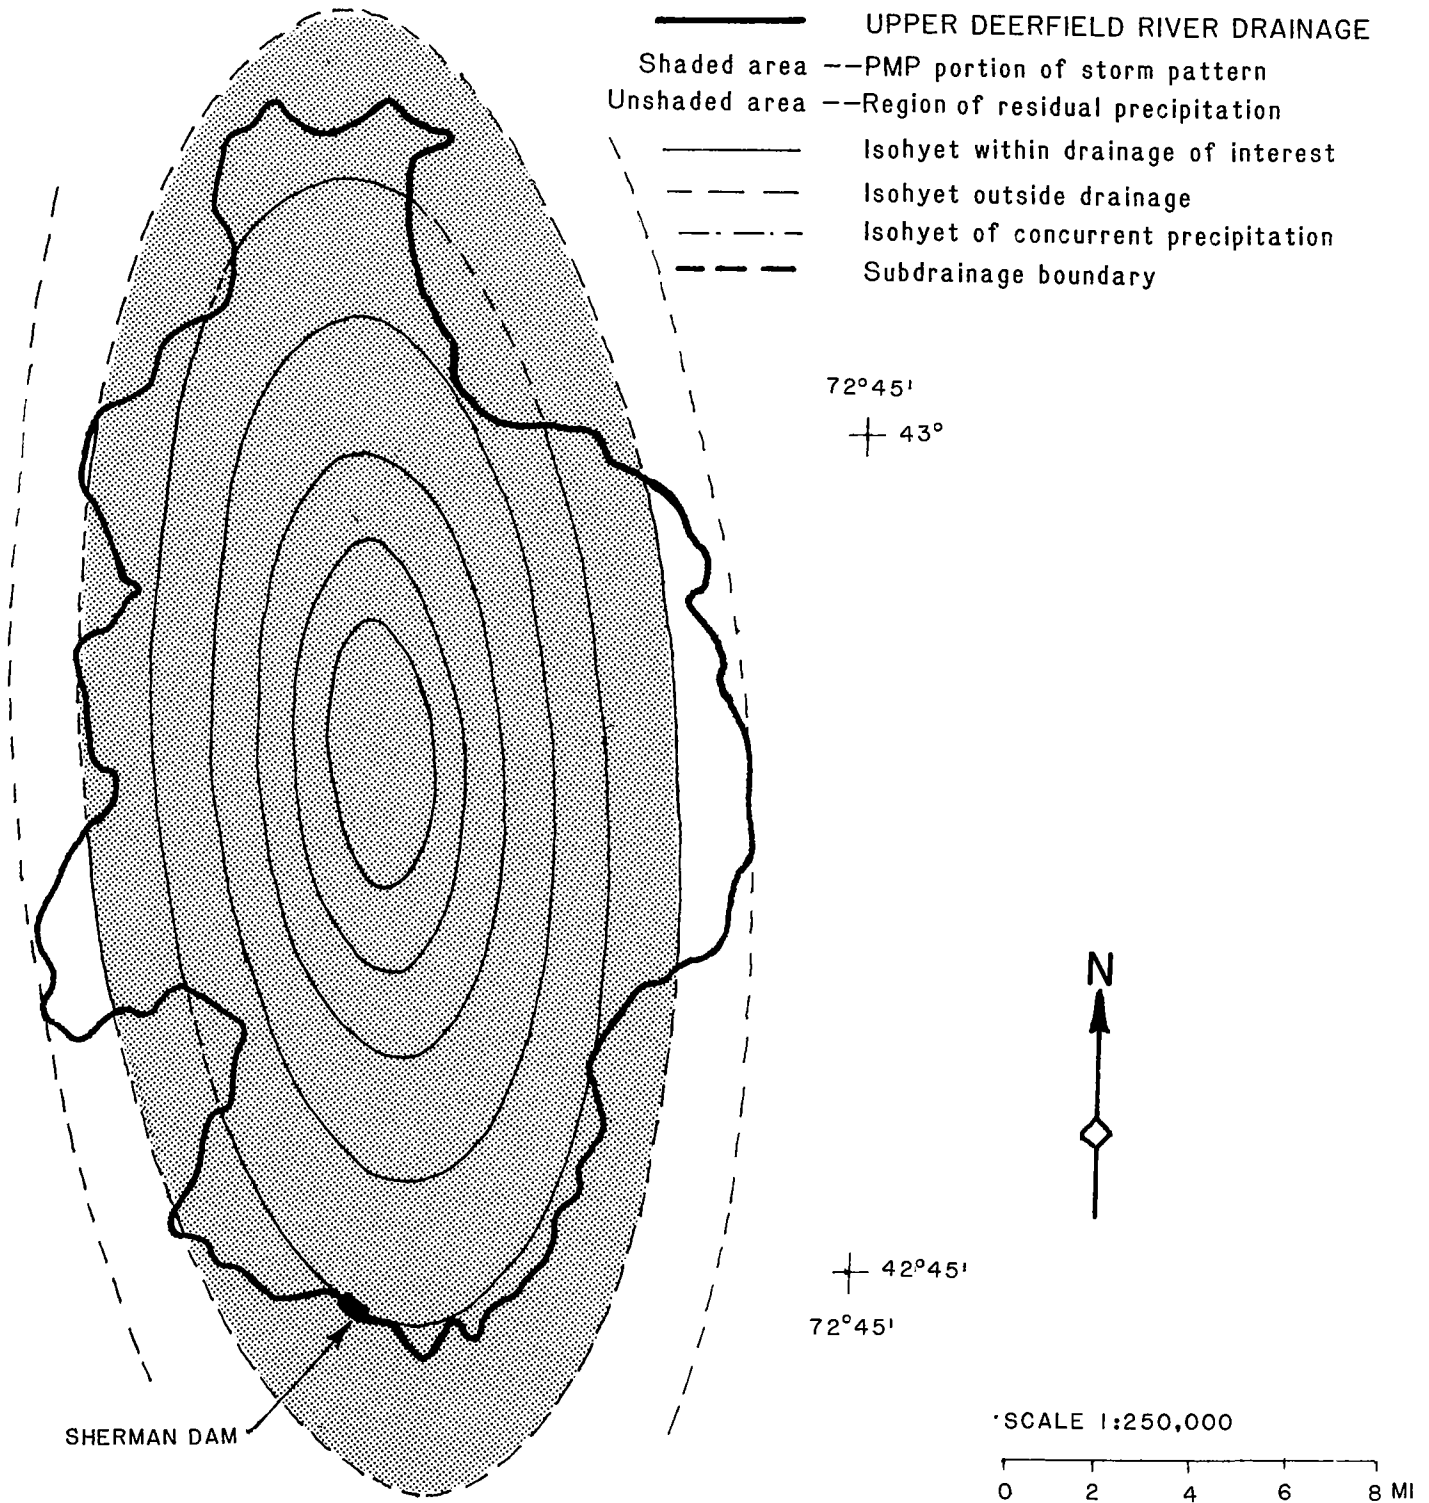 UPPER DEERFIELD RIVER DRAINAGE
Shaded area --PMP portion of storm pattern
Unshaded area --Region of residual precipitation
Isohyet within drainage of interest
Isohyet outside drainage
Isohyet of concurrent precipitation
Subdrainage boundary
72°45'
43°
N
42°45'
72°45'
SHERMAN DAM
SCALE 1:250,000
0 2 4 6 8 MI